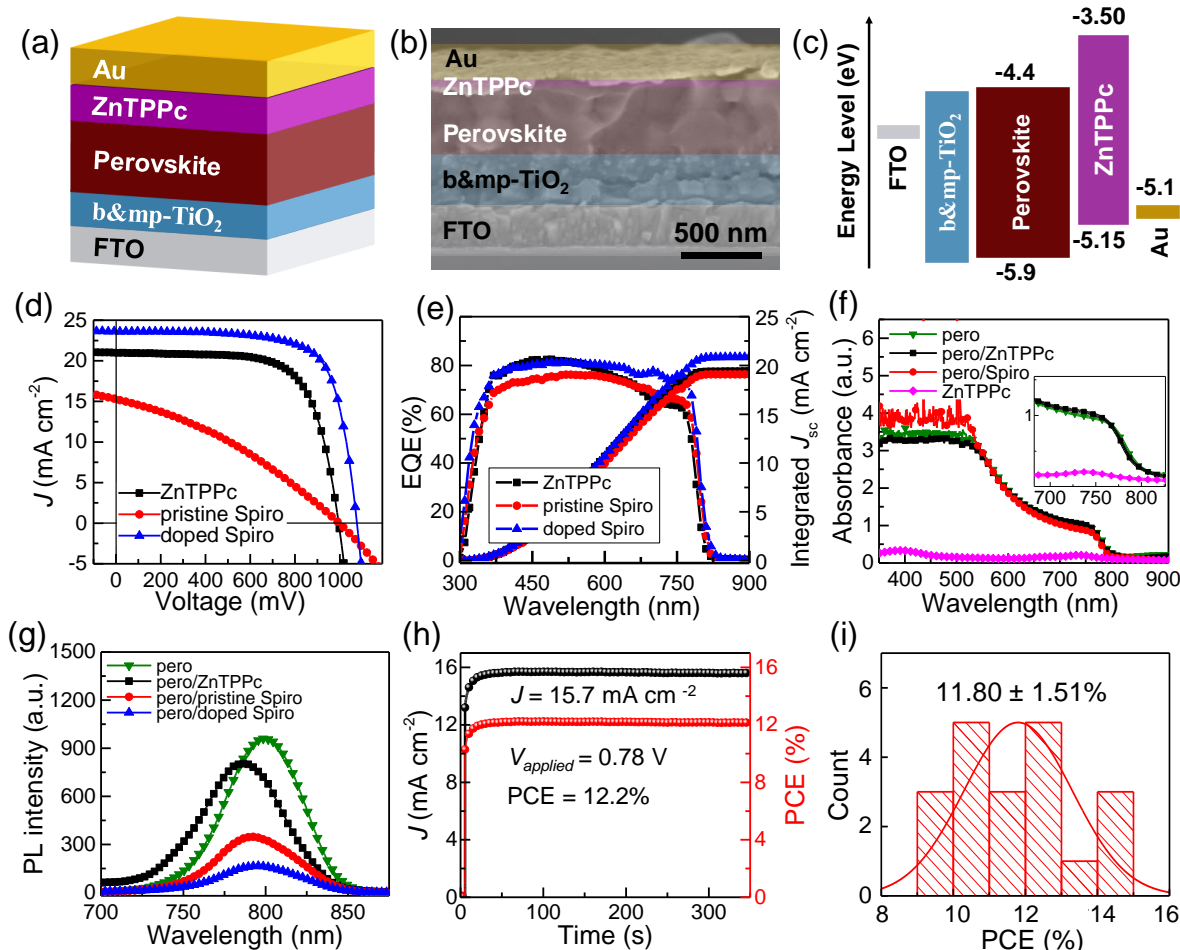 (a)
Au
ZnTPPc
Perovskite
b&mp-TiO₂
FTO
(b)
Au
ZnTPPc
Perovskite
b&mp-TiO₂
FTO
500 nm
(c)
Energy Level (eV)
FTO
b&mp-TiO₂
-4.4
Perovskite
-5.9
-3.50
ZnTPPc
-5.15
-5.1
Au
(d)
J (mA cm⁻²)
25
20
15
10
5
0
-5
ZnTPPc
pristine Spiro
doped Spiro
0 200 400 600 800 1000
Voltage (mV)
(e)
EQE(%)
100
80
60
40
20
0
ZnTPPc
pristine Spiro
doped Spiro
25
20
15
10
5
0
Integrated Jsc (mA cm⁻²)
300 450 600 750 900
Wavelength (nm)
(f)
Absorbance (a.u.)
6
5
4
3
2
1
0
pero
pero/ZnTPPc
pero/Spiro
ZnTPPc
1
700 750 800
400 500 600 700 800 900
Wavelength (nm)
(g)
PL intensity (a.u.)
1500
1200
900
600
300
0
pero
pero/ZnTPPc
pero/pristine Spiro
pero/doped Spiro
700 750 800 850
Wavelength (nm)
(h)
J (mA cm⁻²)
16
12
8
4
0
J = 15.7 mA cm⁻²
Vapplied = 0.78 V
PCE = 12.2%
16
12
8
4
0
PCE (%)
0 100 200 300
Time (s)
(i)
Count
6
4
2
0
11.80 ± 1.51%
8 10 12 14 16
PCE (%)